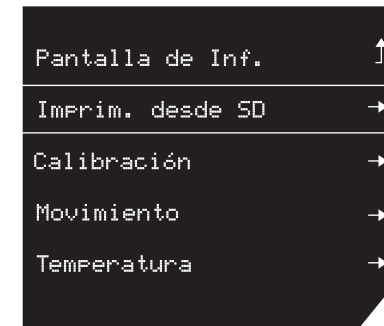 Pantalla de Inf.
Imprim. desde SD
Calibración
Movimiento
Temperatura